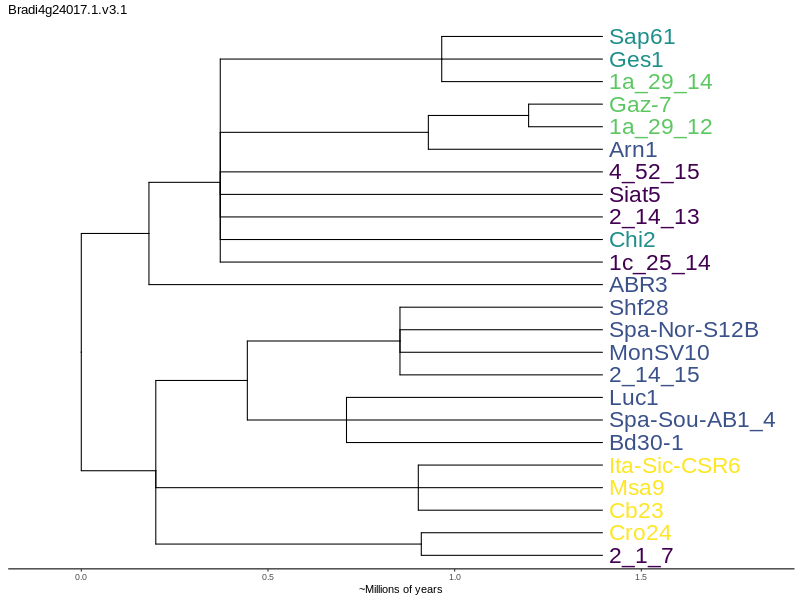 Bradi4g24017.1.v3.1
Sap61
Ges1
1a_29_14
Gaz-7
1a_29_12
Arn1
4_52_15
Siat5
2_14_13
Chi2
1c_25_14
ABR3
Shf28
Spa-Nor-S12B
MonSV10
2_14_15
Luc1
Spa-Sou-AB1_4
Bd30-1
Ita-Sic-CSR6
Msa9
Cb23
Cro24
2_1_7
0.0 0.5 1.0 1.5
~Millions of years